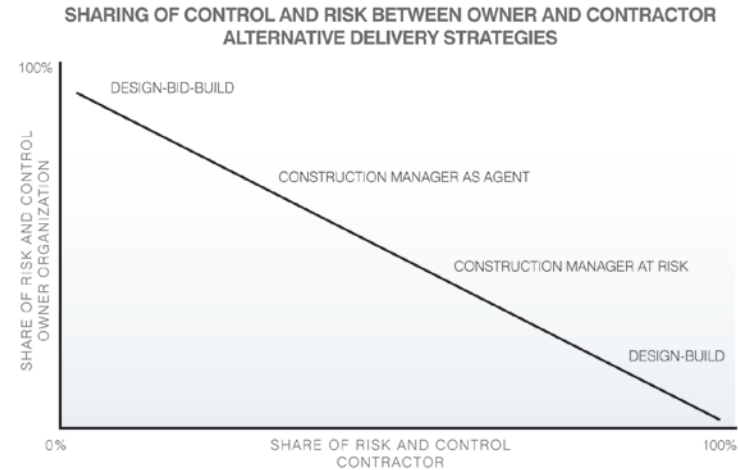 SHARING OF CONTROL AND RISK BETWEEN OWNER AND CONTRACTOR
ALTERNATIVE DELIVERY STRATEGIES
100%
DESIGN-BID-BUILD
CONSTRUCTION MANAGER AS AGENT
CONSTRUCTION MANAGER AT RISK
DESIGN-BUILD
SHARE OF RISK AND CONTROL
OWNER ORGANIZATION
0%
SHARE OF RISK AND CONTROL
CONTRACTOR
100%